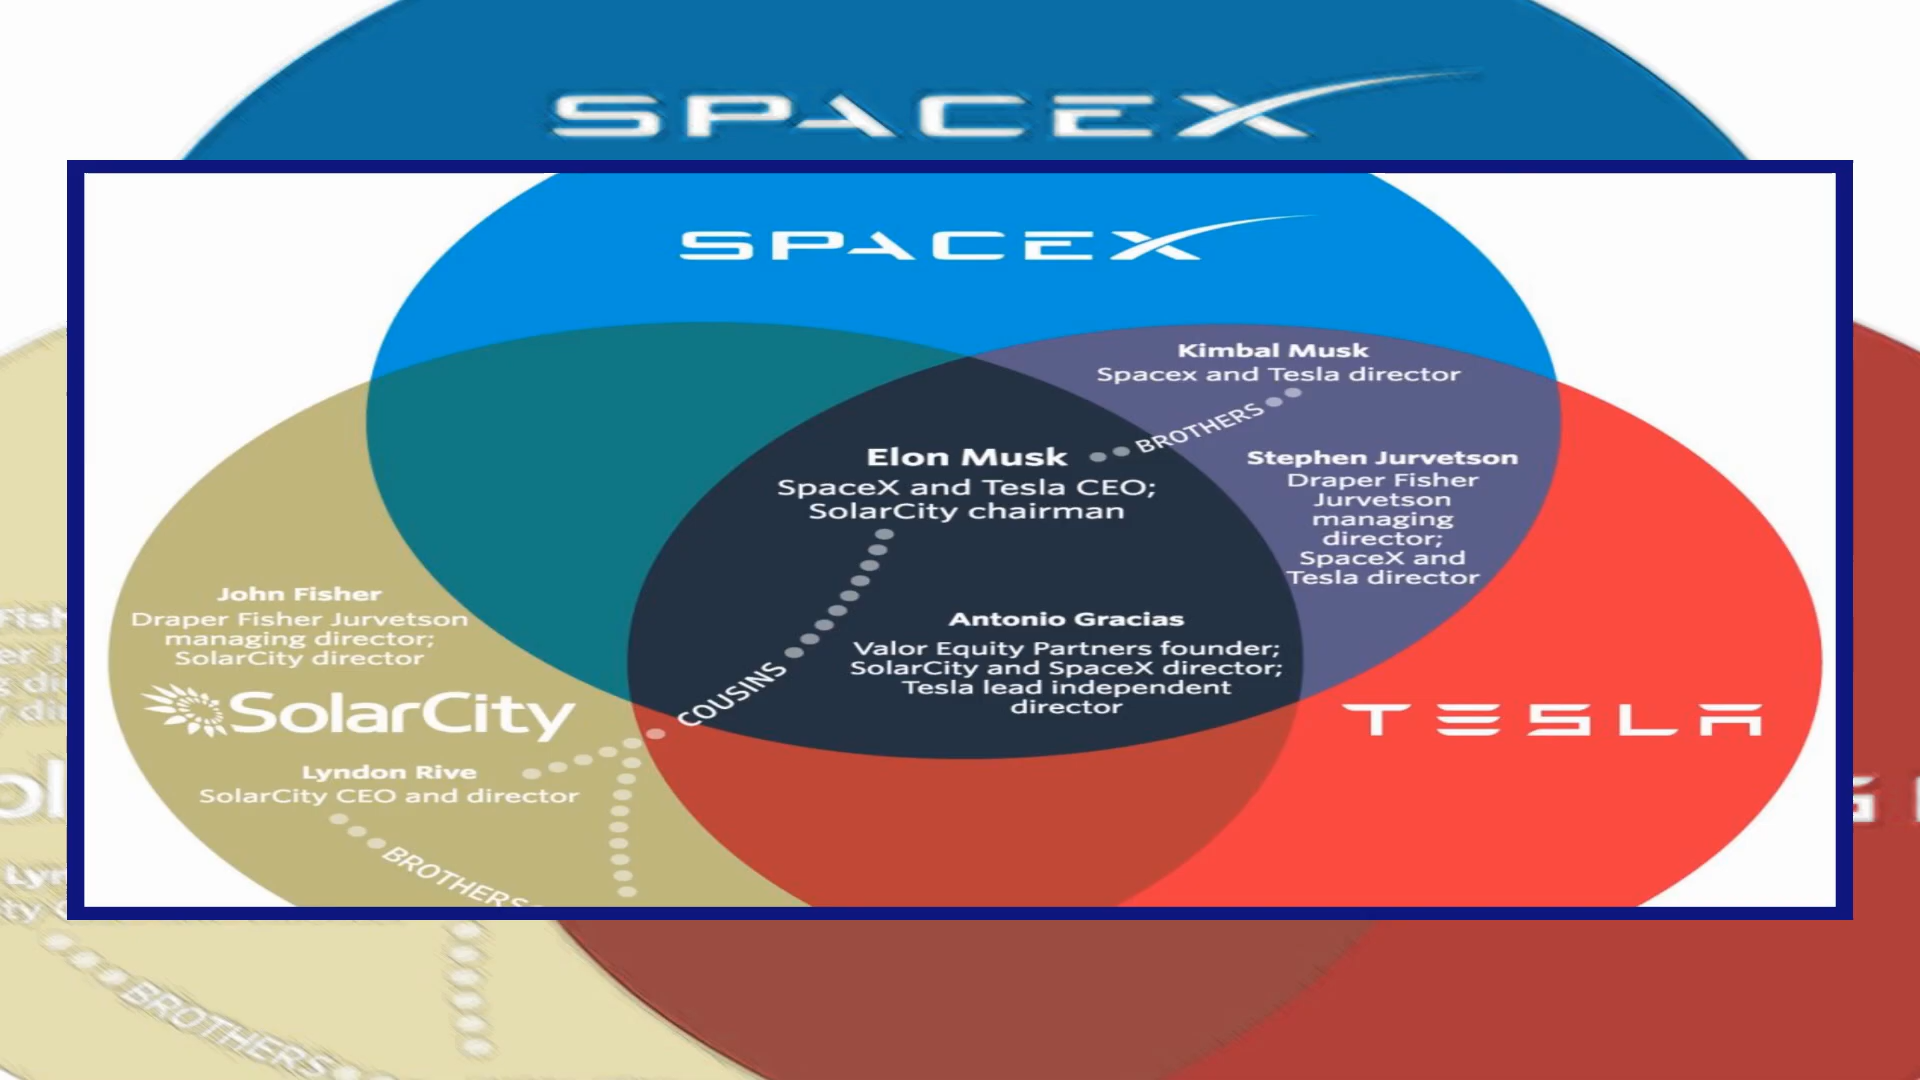 SPACEX
SPACEX
Kimbal Musk
Spacex and Tesla director
BROTHERS
Elon Musk
SpaceX and Tesla CEO;
SolarCity chairman
Stephen Jurvetson
Draper Fisher
Jurvetson
managing
director;
SpaceX and
Tesla director
John Fisher
Draper Fisher Jurvetson
managing director;
SolarCity director
Antonio Gracias
Valor Equity Partners founder;
SolarCity and SpaceX director;
Tesla lead independent
director
COUSINS
SolarCity
TESLA
Lyndon Rive
SolarCity CEO and director
BROTHERS
BROTHERS